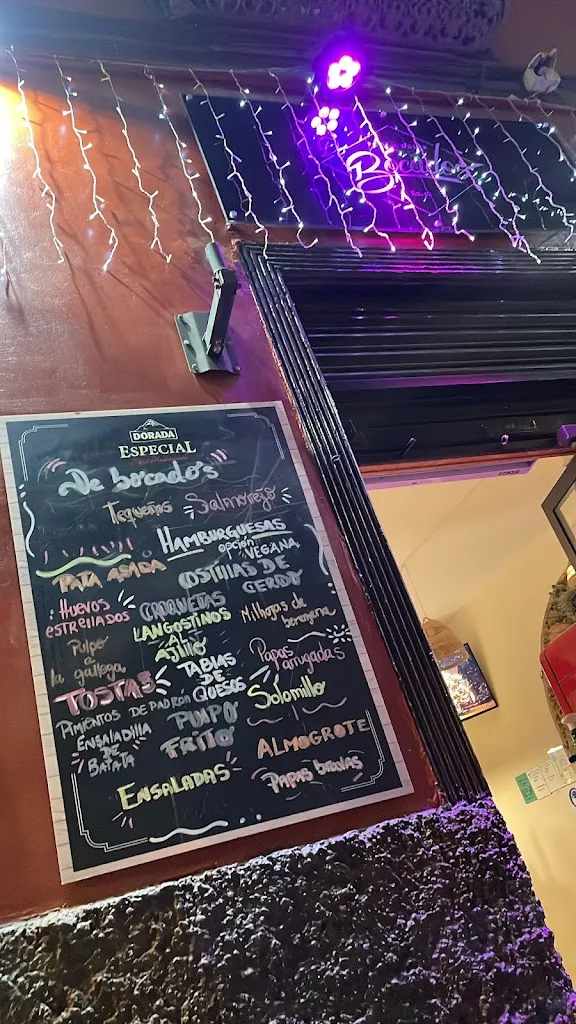 Bocados
DORADA
ESPECIAL
De bocado's
Tequeños Salmorejo
HAMBURGUESAS
opción VEGANA
PATA ASADA
COSTILLAS DE CERDO
HUEVOS ESTRELLADOS
CROQUETAS
Milhojas de berenjena
LANGOSTINOS AL AJILLO
Pulpo a la gallega
Papas arrugadas
TOSTAS
TABLAS DE QUESOS
Solomillo
PIMIENTOS DE PADRÓN
PULPO FRITO
ENSALADILLA DE BATATA
ALMOGROTE
ENSALADAS
PAPAS BRAVAS